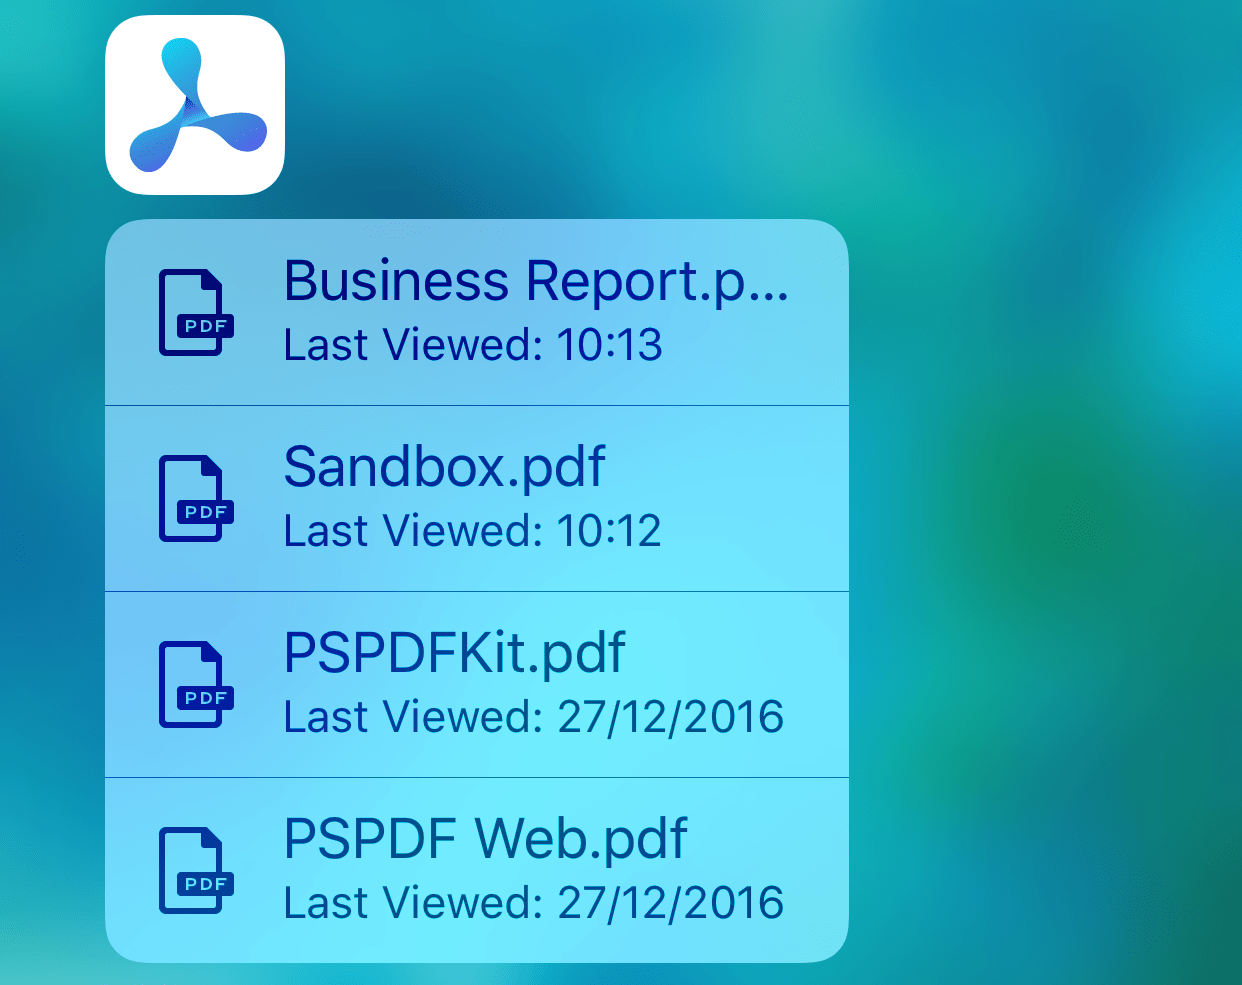 Business Report.p...
PDF
Last Viewed: 10:13
Sandbox.pdf
PDF
Last Viewed: 10:12
PSPDFKit.pdf
PDF
Last Viewed: 27/12/2016
PSPDF Web.pdf
PDF
Last Viewed: 27/12/2016